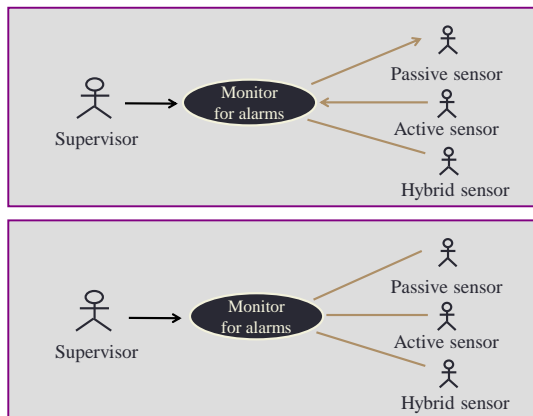 Passive sensor
Monitor
for alarms
Supervisor
Active sensor
Hybrid sensor
Passive sensor
Monitor
for alarms
Supervisor
Active sensor
Hybrid sensor